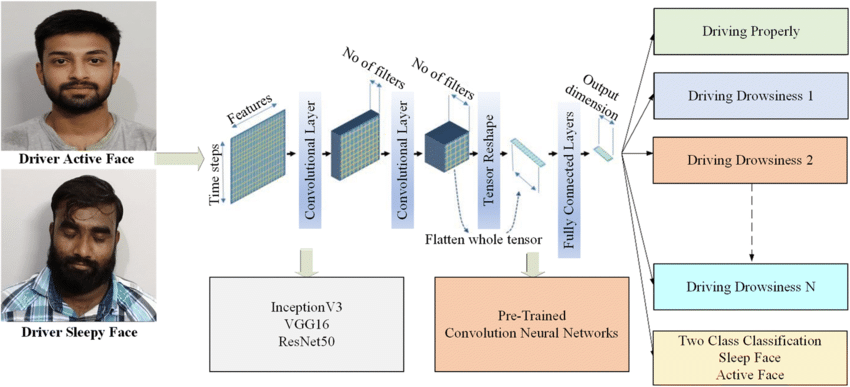 Driver Active Face
Driver Sleepy Face
Features
Time steps
Convolutional Layer
No of filters
Convolutional Layer
No of filters
Tensor Reshape
Flatten whole tensor
Fully Connected Layers
Output
dimension
InceptionV3
VGG16
ResNet50
Pre-Trained
Convolution Neural Networks
Driving Properly
Driving Drowsiness 1
Driving Drowsiness 2
Driving Drowsiness N
Two Class Classification
Sleep Face
Active Face